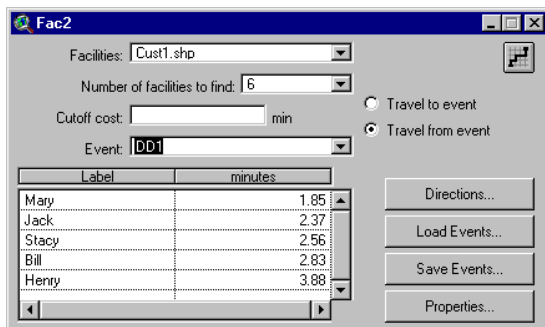 Fac2
Facilities: Cust1.shp
Number of facilities to find: 6
Cutoff cost: min
Travel to event
Travel from event
Event: DD1
Label minutes
Mary 1.85
Jack 2.37
Stacy 2.56
Bill 2.83
Henry 3.88
Directions...
Load Events...
Save Events...
Properties...